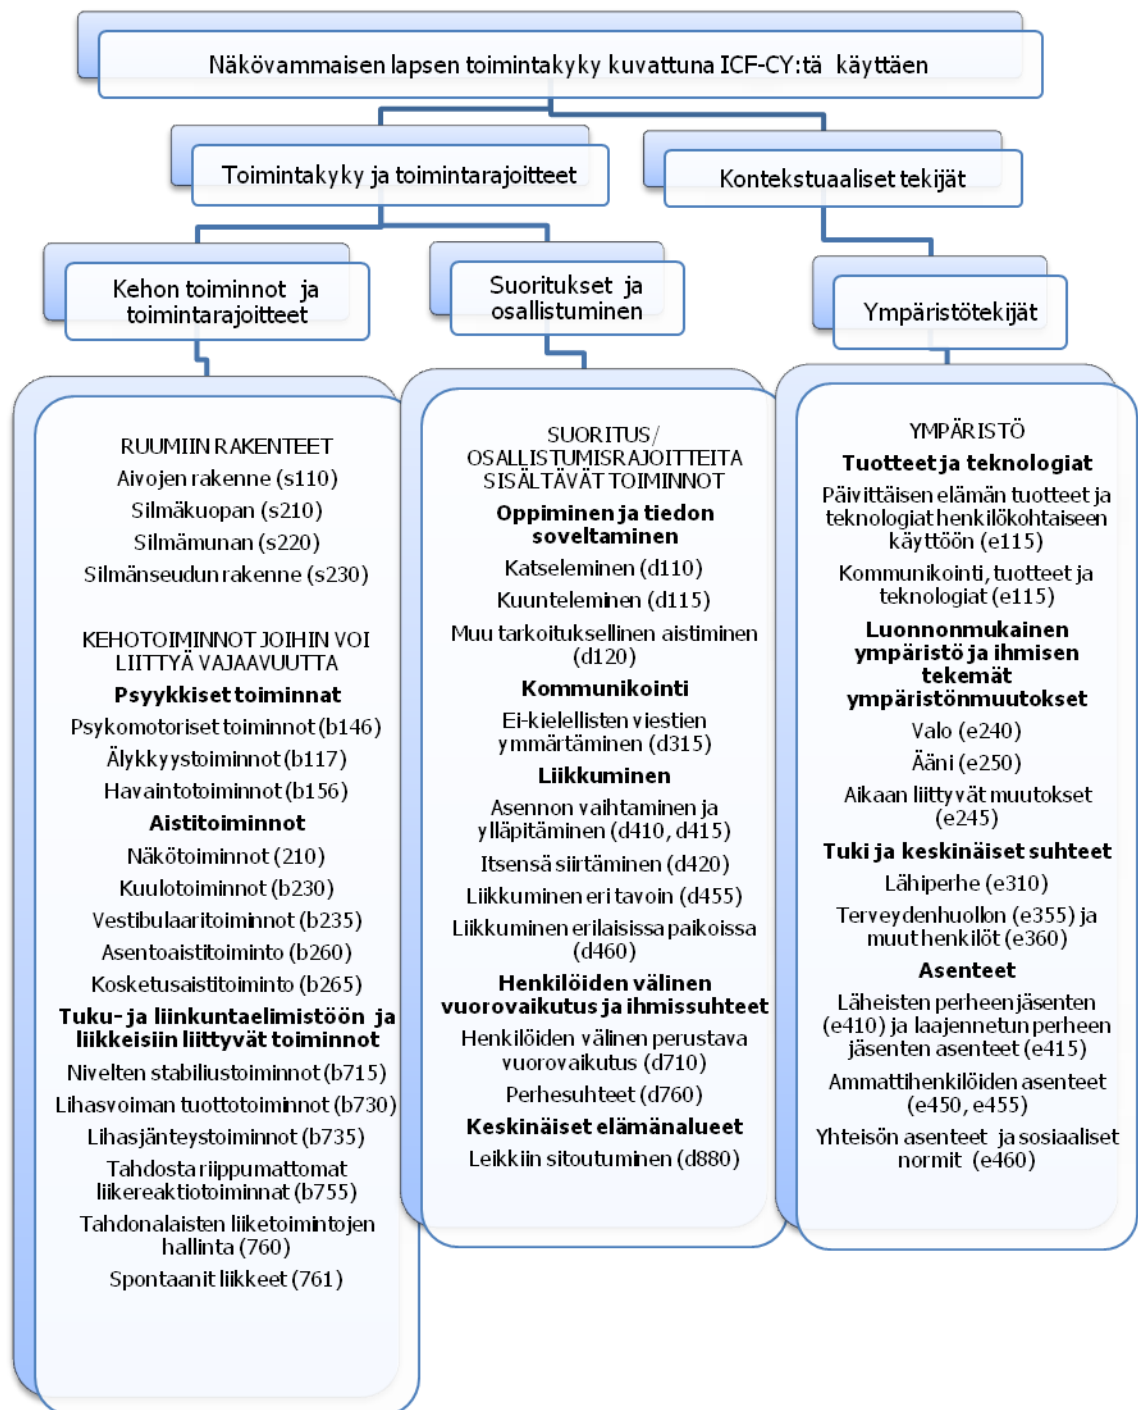 Näkövammaisen lapsen toimintakyky kuvattuna ICF-CY:tä käyttäen
Toimintakyky ja toimintarajoitteet
Kontekstuaaliset tekijät
Kehon toiminnot ja
toimintarajoitteet
Suoritukset ja
osallistuminen
Ympäristötekijät
RUUMIIN RAKENTEET
Aivojen rakenne (s110)
Silmäkuopan (s210)
Silmämunan (s220)
Silmänseudun rakenne (s230)
KEHOTOIMINNOT JOIHIN VOI
LIITTYÄ VAJAAVUUTTA
Psyykkiset toiminnat
Psykomotoriset toiminnot (b146)
Älykkyystoiminnot (b117)
Havaintotoiminnot (b156)
Aistitoiminnot
Näkötoiminnot (210)
Kuulotoiminnot (b230)
Vestibulaaritoiminnot (b235)
Asentoaistitoiminto (b260)
Kosketusaistitoiminto (b265)
Tuku- ja liinkuntaelimistöön ja
liikkeisiin liittyvät toiminnot
Nivelten stabiliustoiminnot (b715)
Lihasvoiman tuottotoiminnot (b730)
Lihasjänteystoiminnot (b735)
Tahdosta riippumattomat
liikereaktiotoiminnat (b755)
Tahdonalaisten liiketoimintojen
hallinta (760)
Spontaanit liikkeet (761)
SUORITUS/
OSALLISTUMISRAJOITTEITA
SISÄLTÄVÄT TOIMINNOT
Oppiminen ja tiedon
soveltaminen
Katseleminen (d110)
Kuunteleminen (d115)
Muu tarkoituksellinen aistiminen
(d120)
Kommunikointi
Ei-kielellisten viestien
ymmärtäminen (d315)
Liikkuminen
Asennon vaihtaminen ja
ylläpitäminen (d410, d415)
Itsensä siirtäminen (d420)
Liikkuminen eri tavoin (d455)
Liikkuminen erilaisissa paikoissa
(d460)
Henkilöiden välinen
vuorovaikutus ja ihmissuhteet
Henkilöiden välinen perustava
vuorovaikutus (d710)
Perhesuhteet (d760)
Keskinäiset elämänalueet
Leikkiin sitoutuminen (d880)
YMPÄRISTÖ
Tuotteet ja teknologiat
Päivittäisen elämän tuotteet ja
teknologiat henkilökohtaiseen
käyttöön (e115)
Kommunikointi, tuotteet ja
teknologiat (e115)
Luonnonmukainen
ympäristö ja ihmisen
tekemät
ympäristönmuutokset
Valo (e240)
Ääni (e250)
Aikaan liittyvät muutokset
(e245)
Tuki ja keskinäiset suhteet
Lähiperhe (e310)
Terveydenhuollon (e355) ja
muut henkilöt (e360)
Asenteet
Läheisten perheen jäsenten
(e410) ja laajennetun perheen
jäsenten asenteet (e415)
Ammattihenkilöiden asenteet
(e450, e455)
Yhteisön asenteet ja sosiaaliset
normit (e460)